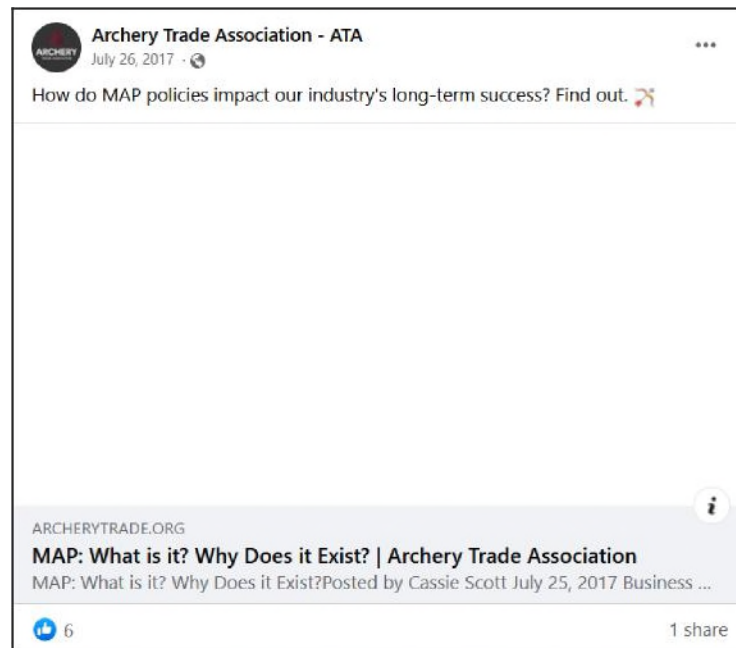 Archery Trade Association - ATA
ARCHERY
July 26, 2017 ·
How do MAP policies impact our industry's long-term success? Find out.
ARCHERYTRADE.ORG
MAP: What is it? Why Does it Exist? | Archery Trade Association
MAP: What is it? Why Does it Exist?Posted by Cassie Scott July 25, 2017 Business ...
6
1 share